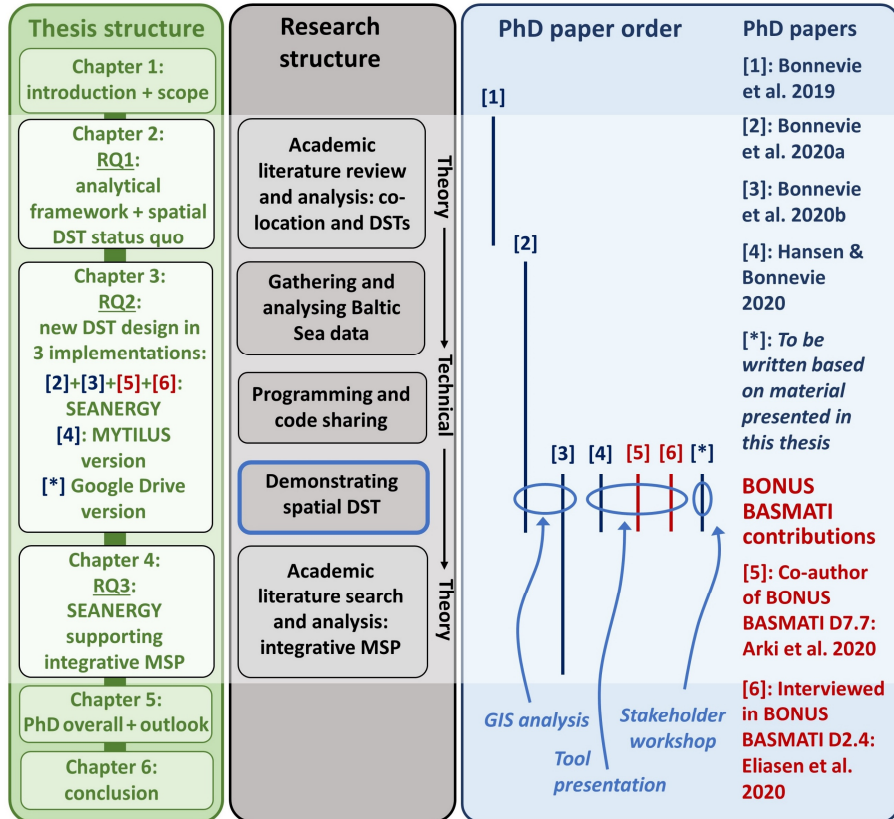 Thesis structure
Chapter 1:
introduction + scope
Chapter 2:
RQ1:
analytical
framework + spatial
DST status quo
Chapter 3:
RQ2:
new DST design in
3 implementations:
[2]+[3]+[5]+[6]:
SEANERGY
[4]: MYTILUS
version
[*] Google Drive
version
Chapter 4:
RQ3:
SEANERGY
supporting
integrative MSP
Chapter 5:
PhD overall + outlook
Chapter 6:
conclusion
Research
structure
Academic
literature review
and analysis: co-
location and DSTs
Gathering and
analysing Baltic
Sea data
Programming and
code sharing
Demonstrating
spatial DST
Academic
literature search
and analysis:
integrative MSP
Theory
Technical
Theory
PhD paper order
[1]
[2]
[3]
[4]
[5]
[6]
[*]
GIS analysis
Tool
presentation
Stakeholder
workshop
PhD papers
[1]: Bonnevie
et al. 2019
[2]: Bonnevie
et al. 2020a
[3]: Bonnevie
et al. 2020b
[4]: Hansen &
Bonnevie
2020
[*]: To be
written based
on material
presented in
this thesis
BONUS
BASMATI
contributions
[5]: Co-author
of BONUS
BASMATI D7.7:
Arki et al. 2020
[6]: Interviewed
in BONUS
BASMATI D2.4:
Eliasen et al.
2020